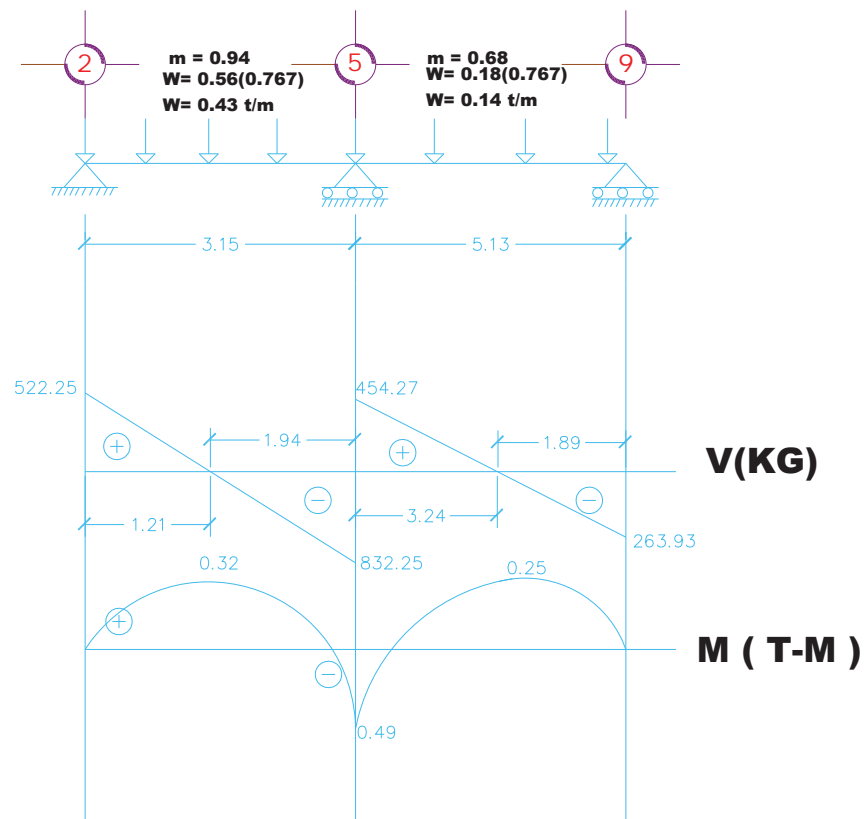 2
5
9
m = 0.94
W= 0.56(0.767)
W= 0.43 t/m
m = 0.68
W= 0.18(0.767)
W= 0.14 t/m
3.15
5.13
522.25
454.27
+
1.94
+
1.89
V(KG)
−
−
1.21
3.24
832.25
263.93
0.32
0.25
+
M ( T-M )
−
0.49